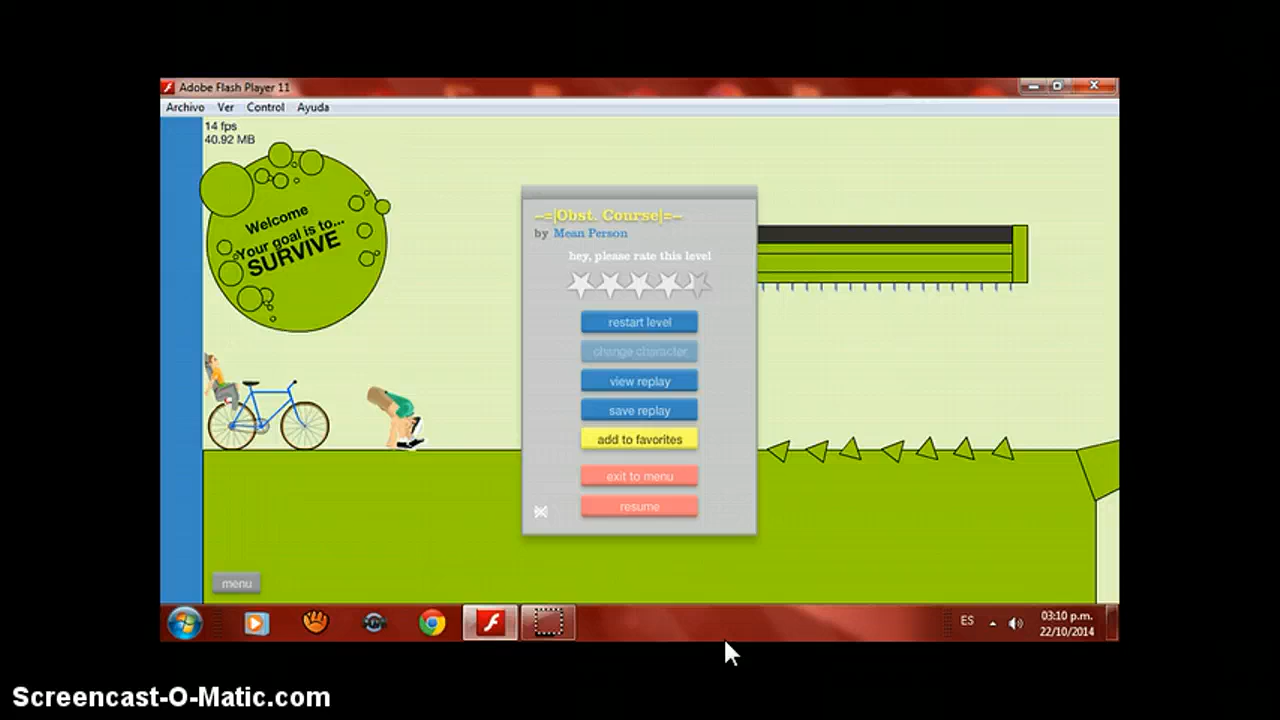 Adobe Flash Player 11
Archivo Ver Control Ayuda
14 fps
40.92 MB
Welcome
Your goal is to...
SURVIVE
--=|Obst. Course|=--
by Mean Person
hey, please rate this level
restart level
change character
view replay
save replay
add to favorites
exit to menu
resume
menu
ES
03:10 p.m.
22/10/2014
Screencast-O-Matic.com